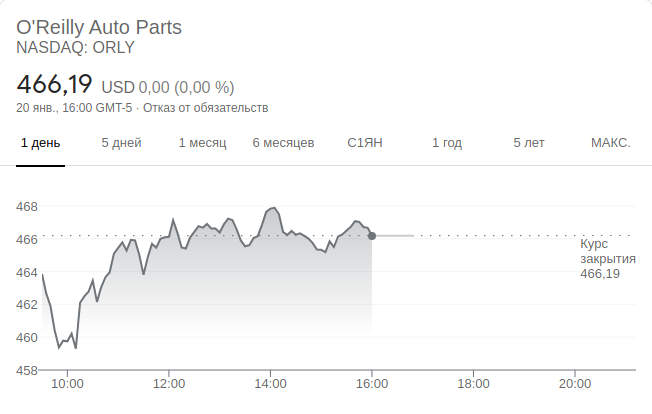 O'Reilly Auto Parts
NASDAQ: ORLY
466,19 USD 0,00 (0,00 %)
20 янв., 16:00 GMT-5 · Отказ от обязательств
1 день 5 дней 1 месяц 6 месяцев С1ЯН 1 год 5 лет МАКС.
468
466
464
462
460
458
Курс
закрытия
466,19
10:00 12:00 14:00 16:00 18:00 20:00